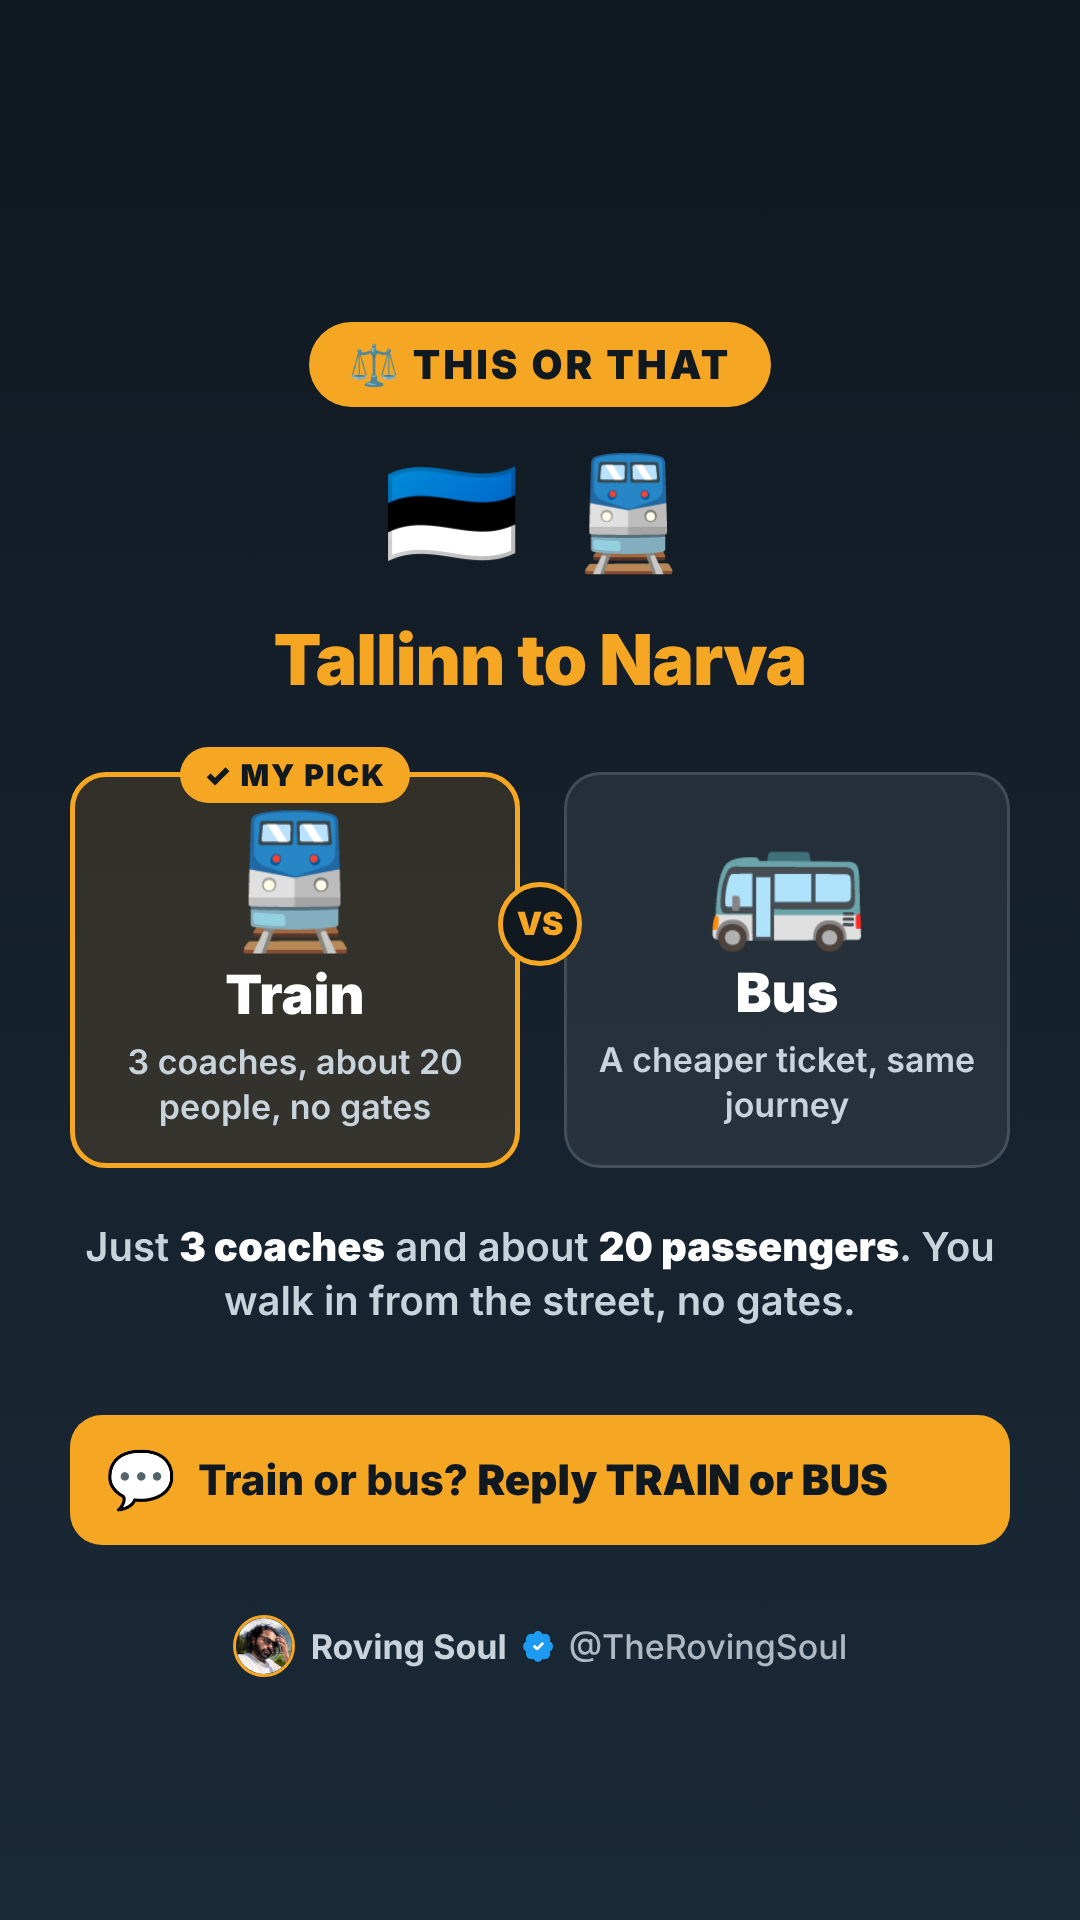 THIS OR THAT
Tallinn to Narva
MY PICK
Train
3 coaches, about 20
people, no gates
VS
Bus
A cheaper ticket, same
journey
Just 3 coaches and about 20 passengers. You
walk in from the street, no gates.
Train or bus? Reply TRAIN or BUS
Roving Soul @TheRovingSoul